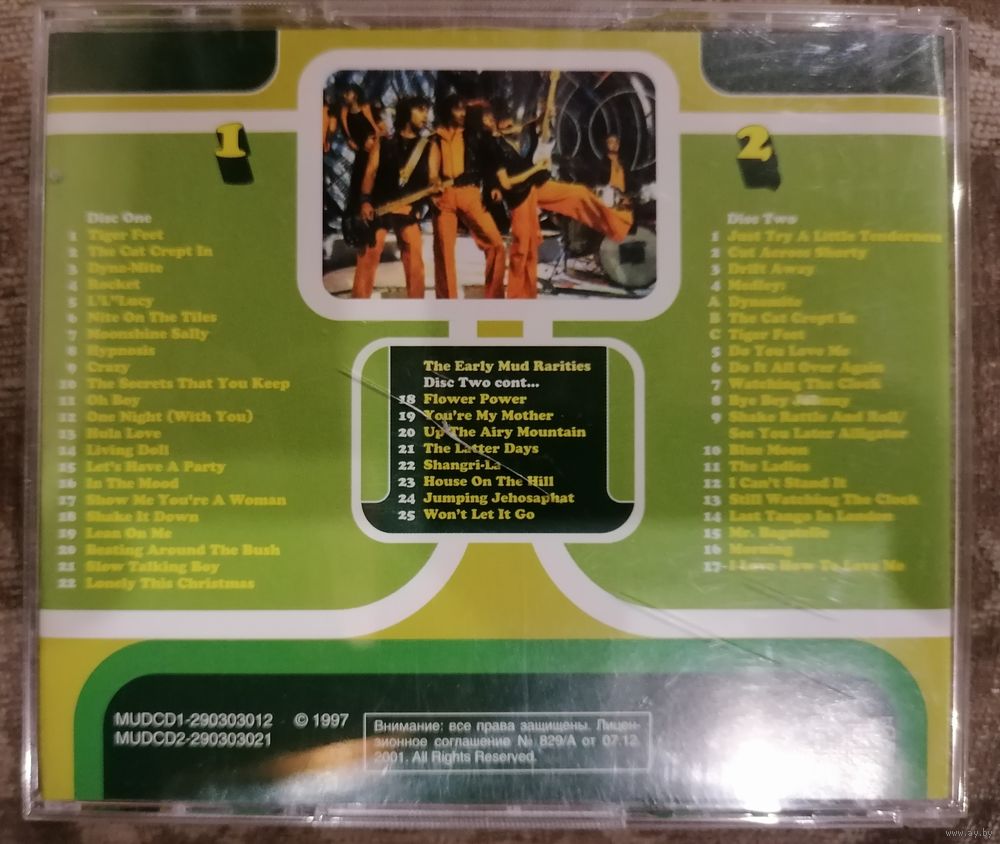 1
Disc One
1 Tiger Feet
2 The Cat Crept In
3 Dyna-Mite
4 Rocket
5 L'L'Lucy
6 Nite On The Tiles
7 Moonshine Sally
8 Hypnosis
9 Crazy
10 The Secrets That You Keep
11 Oh Boy
12 One Night (With You)
13 Hula Love
14 Living Doll
15 Let's Have A Party
16 In The Mood
17 Show Me You're A Woman
18 Shake It Down
19 Lean On Me
20 Beating Around The Bush
21 Slow Talking Boy
22 Lonely This Christmas
The Early Mud Rarities
Disc Two cont...
18 Flower Power
19 You're My Mother
20 Up The Airy Mountain
21 The Latter Days
22 Shangri-La
23 House On The Hill
24 Jumping Jehosaphat
25 Won't Let It Go
2
Disc Two
1 Just Try A Little Tenderness
2 Cut Across Shorty
3 Drift Away
4 Medley:
A Dynamite
B The Cat Crept In
C Tiger Feet
5 Do You Love Me
6 Do It All Over Again
7 Watching The Clock
8 Bye Bye Johnny
9 Shake Rattle And Roll/
See You Later Alligator
10 Blue Moon
11 The Ladies
12 I Can't Stand It
13 Still Watching The Clock
14 Last Tango In London
15 Mr. Bagatelle
16 Morning
17 I Love How To Love Me
MUDCD1-290303012 © 1997
MUDCD2-290303021
Внимание: все права защищены. Лицен-
зионное соглашение № 829/А от 07.12.
2001. All Rights Reserved.
www.ay.by